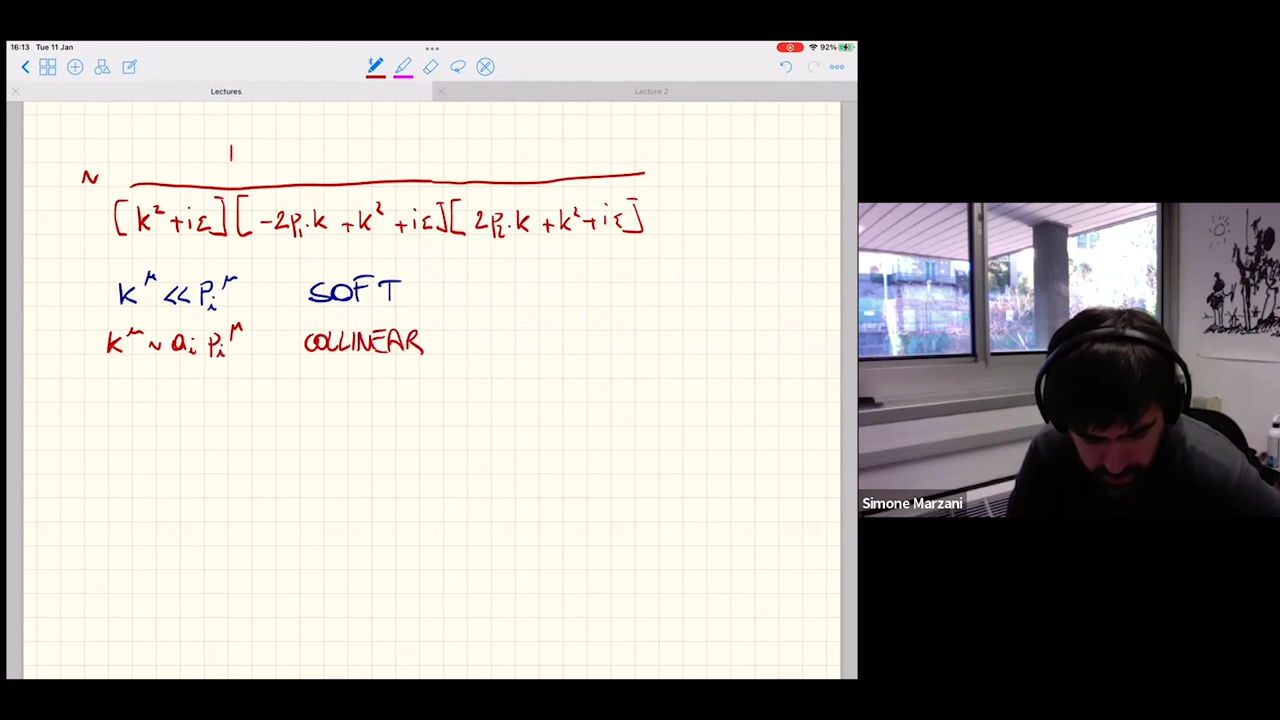 16:13 Tue 11 Jan 92%
Lectures Lecture 2
~ 1 / [k² + iε][-2p₁·k + k² + iε][2p₂·k + k² + iε]
k^μ << p_i^μ SOFT
k^μ ~ a_i p_i^μ COLLINEAR
Simone Marzani